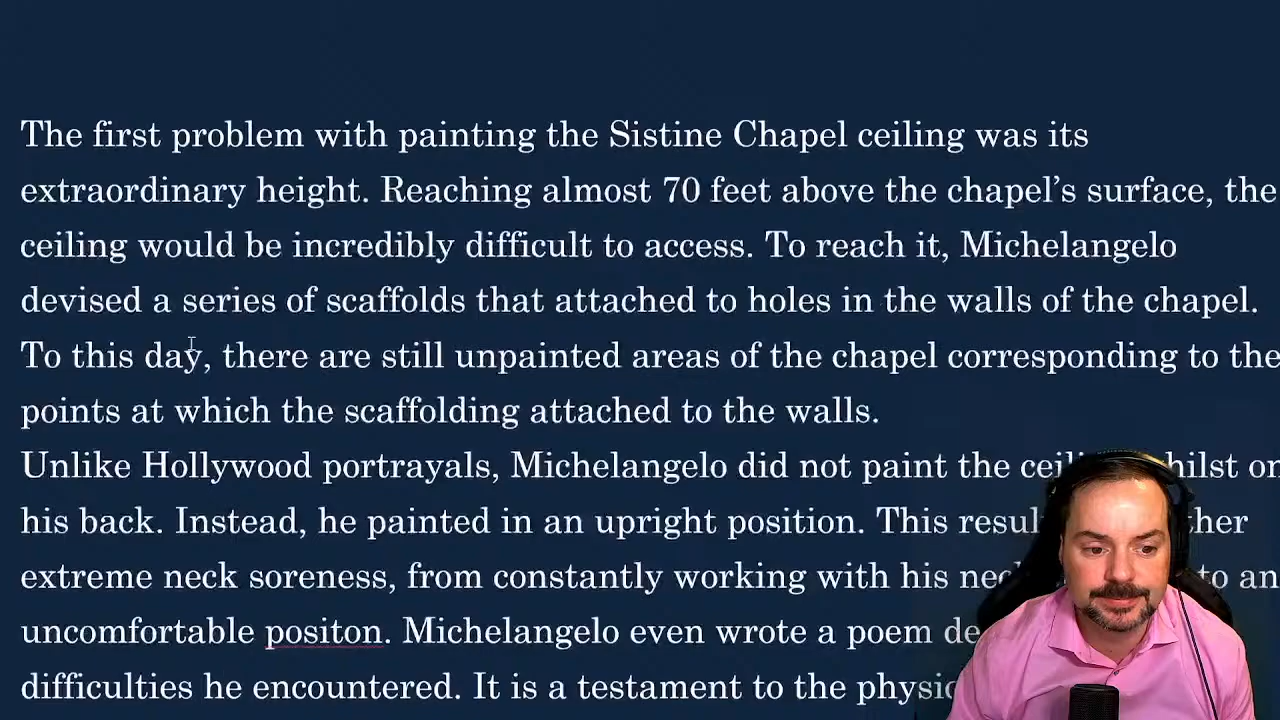 The first problem with painting the Sistine Chapel ceiling was its
extraordinary height. Reaching almost 70 feet above the chapel’s surface, the
ceiling would be incredibly difficult to access. To reach it, Michelangelo
devised a series of scaffolds that attached to holes in the walls of the chapel.
To this day, there are still unpainted areas of the chapel corresponding to the
points at which the scaffolding attached to the walls.
Unlike Hollywood portrayals, Michelangelo did not paint the
his back. Instead, he painted in an upright position. This
extreme neck soreness, from constantly working with his to an
uncomfortable positon. Michelangelo even wrote a poem
difficulties he encountered. It is a testament to the